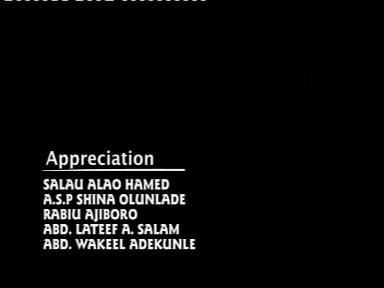 Appreciation
SALAU ALAO HAMED
A.S.P SHINA OLUNLADE
RABIU AJIBORO
ABD. LATEEF A. SALAM
ABD. WAKEEL ADEKUNLE